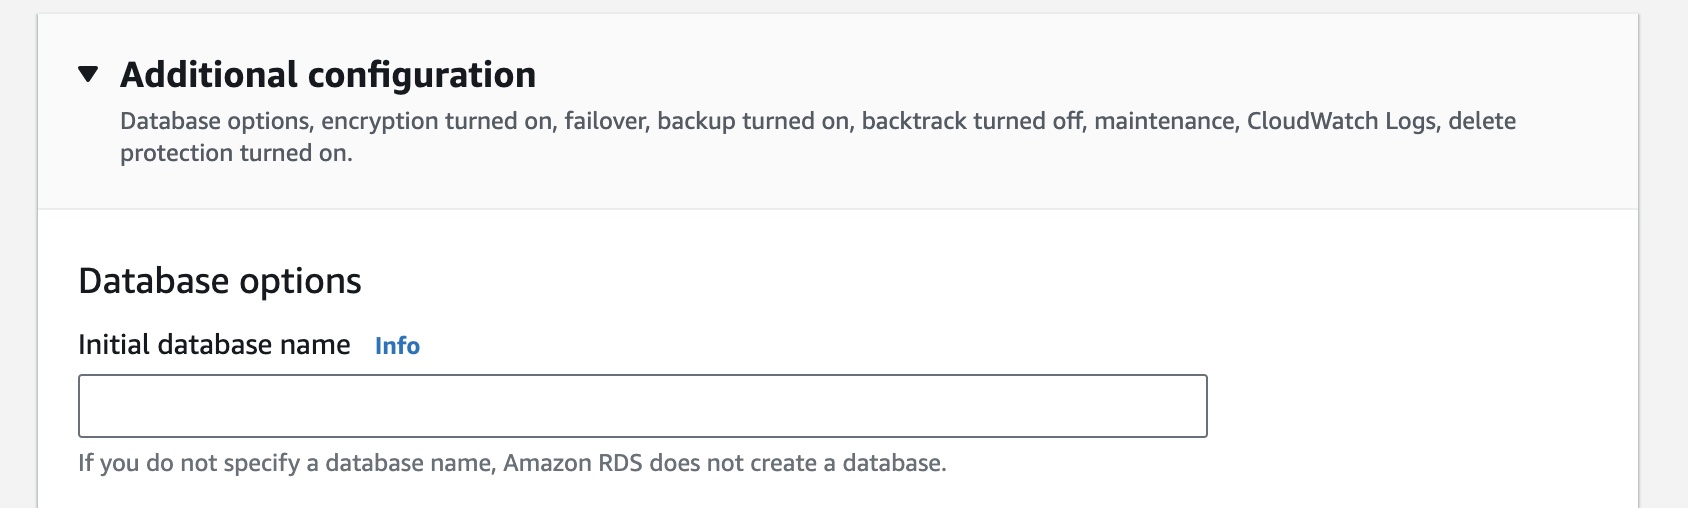 Additional configuration
Database options, encryption turned on, failover, backup turned on, backtrack turned off, maintenance, CloudWatch Logs, delete
protection turned on.
Database options
Initial database name Info
If you do not specify a database name, Amazon RDS does not create a database.